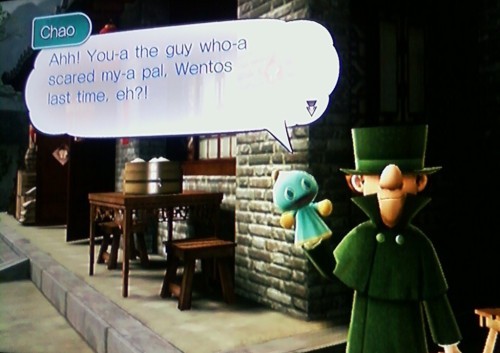 Chao
Ahh! You-a the guy who-a
scared my-a pal, Wentos
last time, eh?!